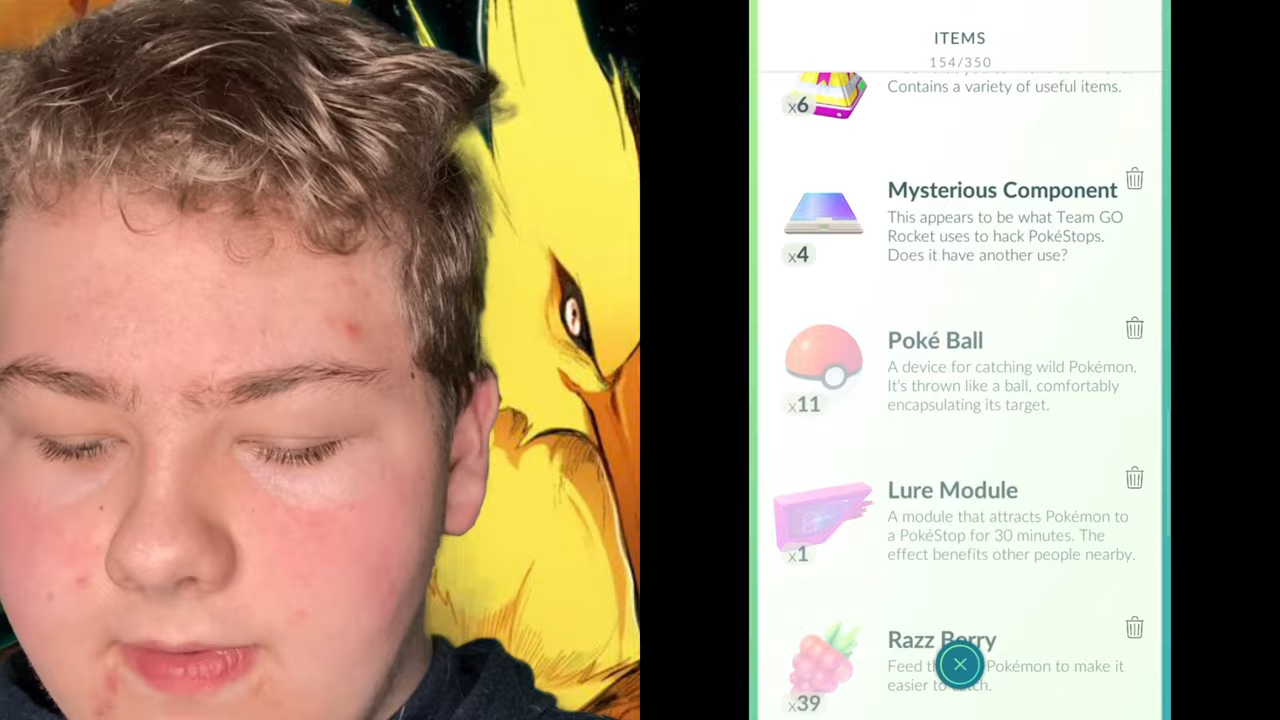 ITEMS
154/350
Contains a variety of useful items.
x6
Mysterious Component
This appears to be what Team GO
Rocket uses to hack PokéStops.
Does it have another use?
x4
Poké Ball
A device for catching wild Pokémon.
It's thrown like a ball, comfortably
encapsulating its target.
x11
Lure Module
A module that attracts Pokémon to
a PokéStop for 30 minutes. The
effect benefits other people nearby.
x1
Razz Berry
Feed Pokémon to make it
easier to
x39